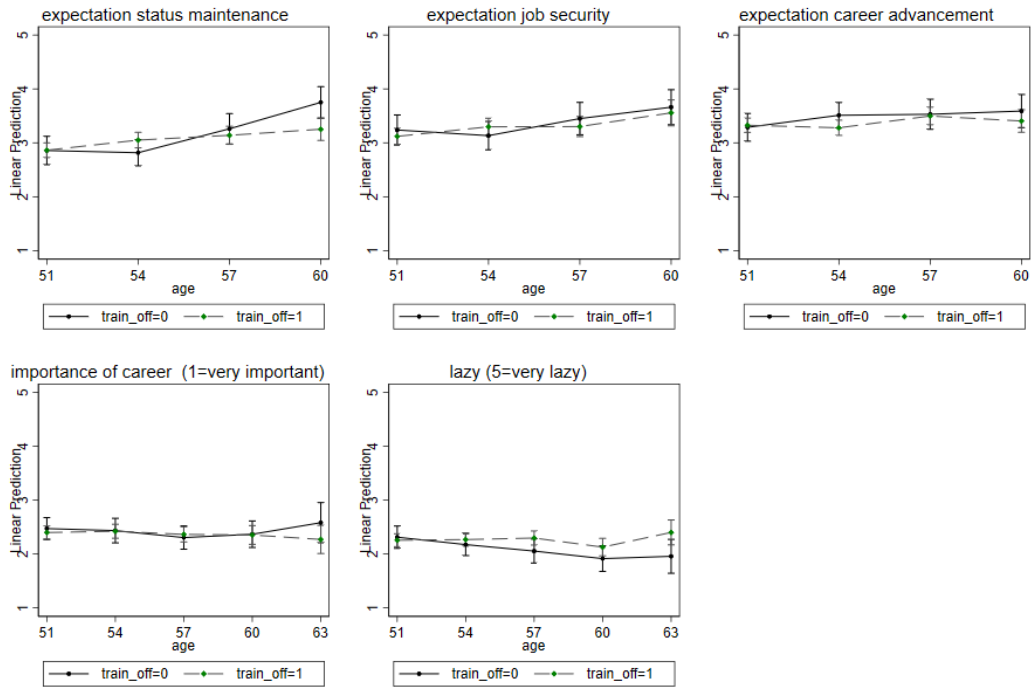 expectation status maintenance
Linear Prediction
5
4
3
2
1
51 54 57 60
age
train_off=0 train_off=1
expectation job security
Linear Prediction
5
4
3
2
1
51 54 57 60
age
train_off=0 train_off=1
expectation career advancement
Linear Prediction
5
4
3
2
1
51 54 57 60
age
train_off=0 train_off=1
importance of career (1=very important)
Linear Prediction
5
4
3
2
1
51 54 57 60 63
age
train_off=0 train_off=1
lazy (5=very lazy)
Linear Prediction
5
4
3
2
1
51 54 57 60 63
age
train_off=0 train_off=1